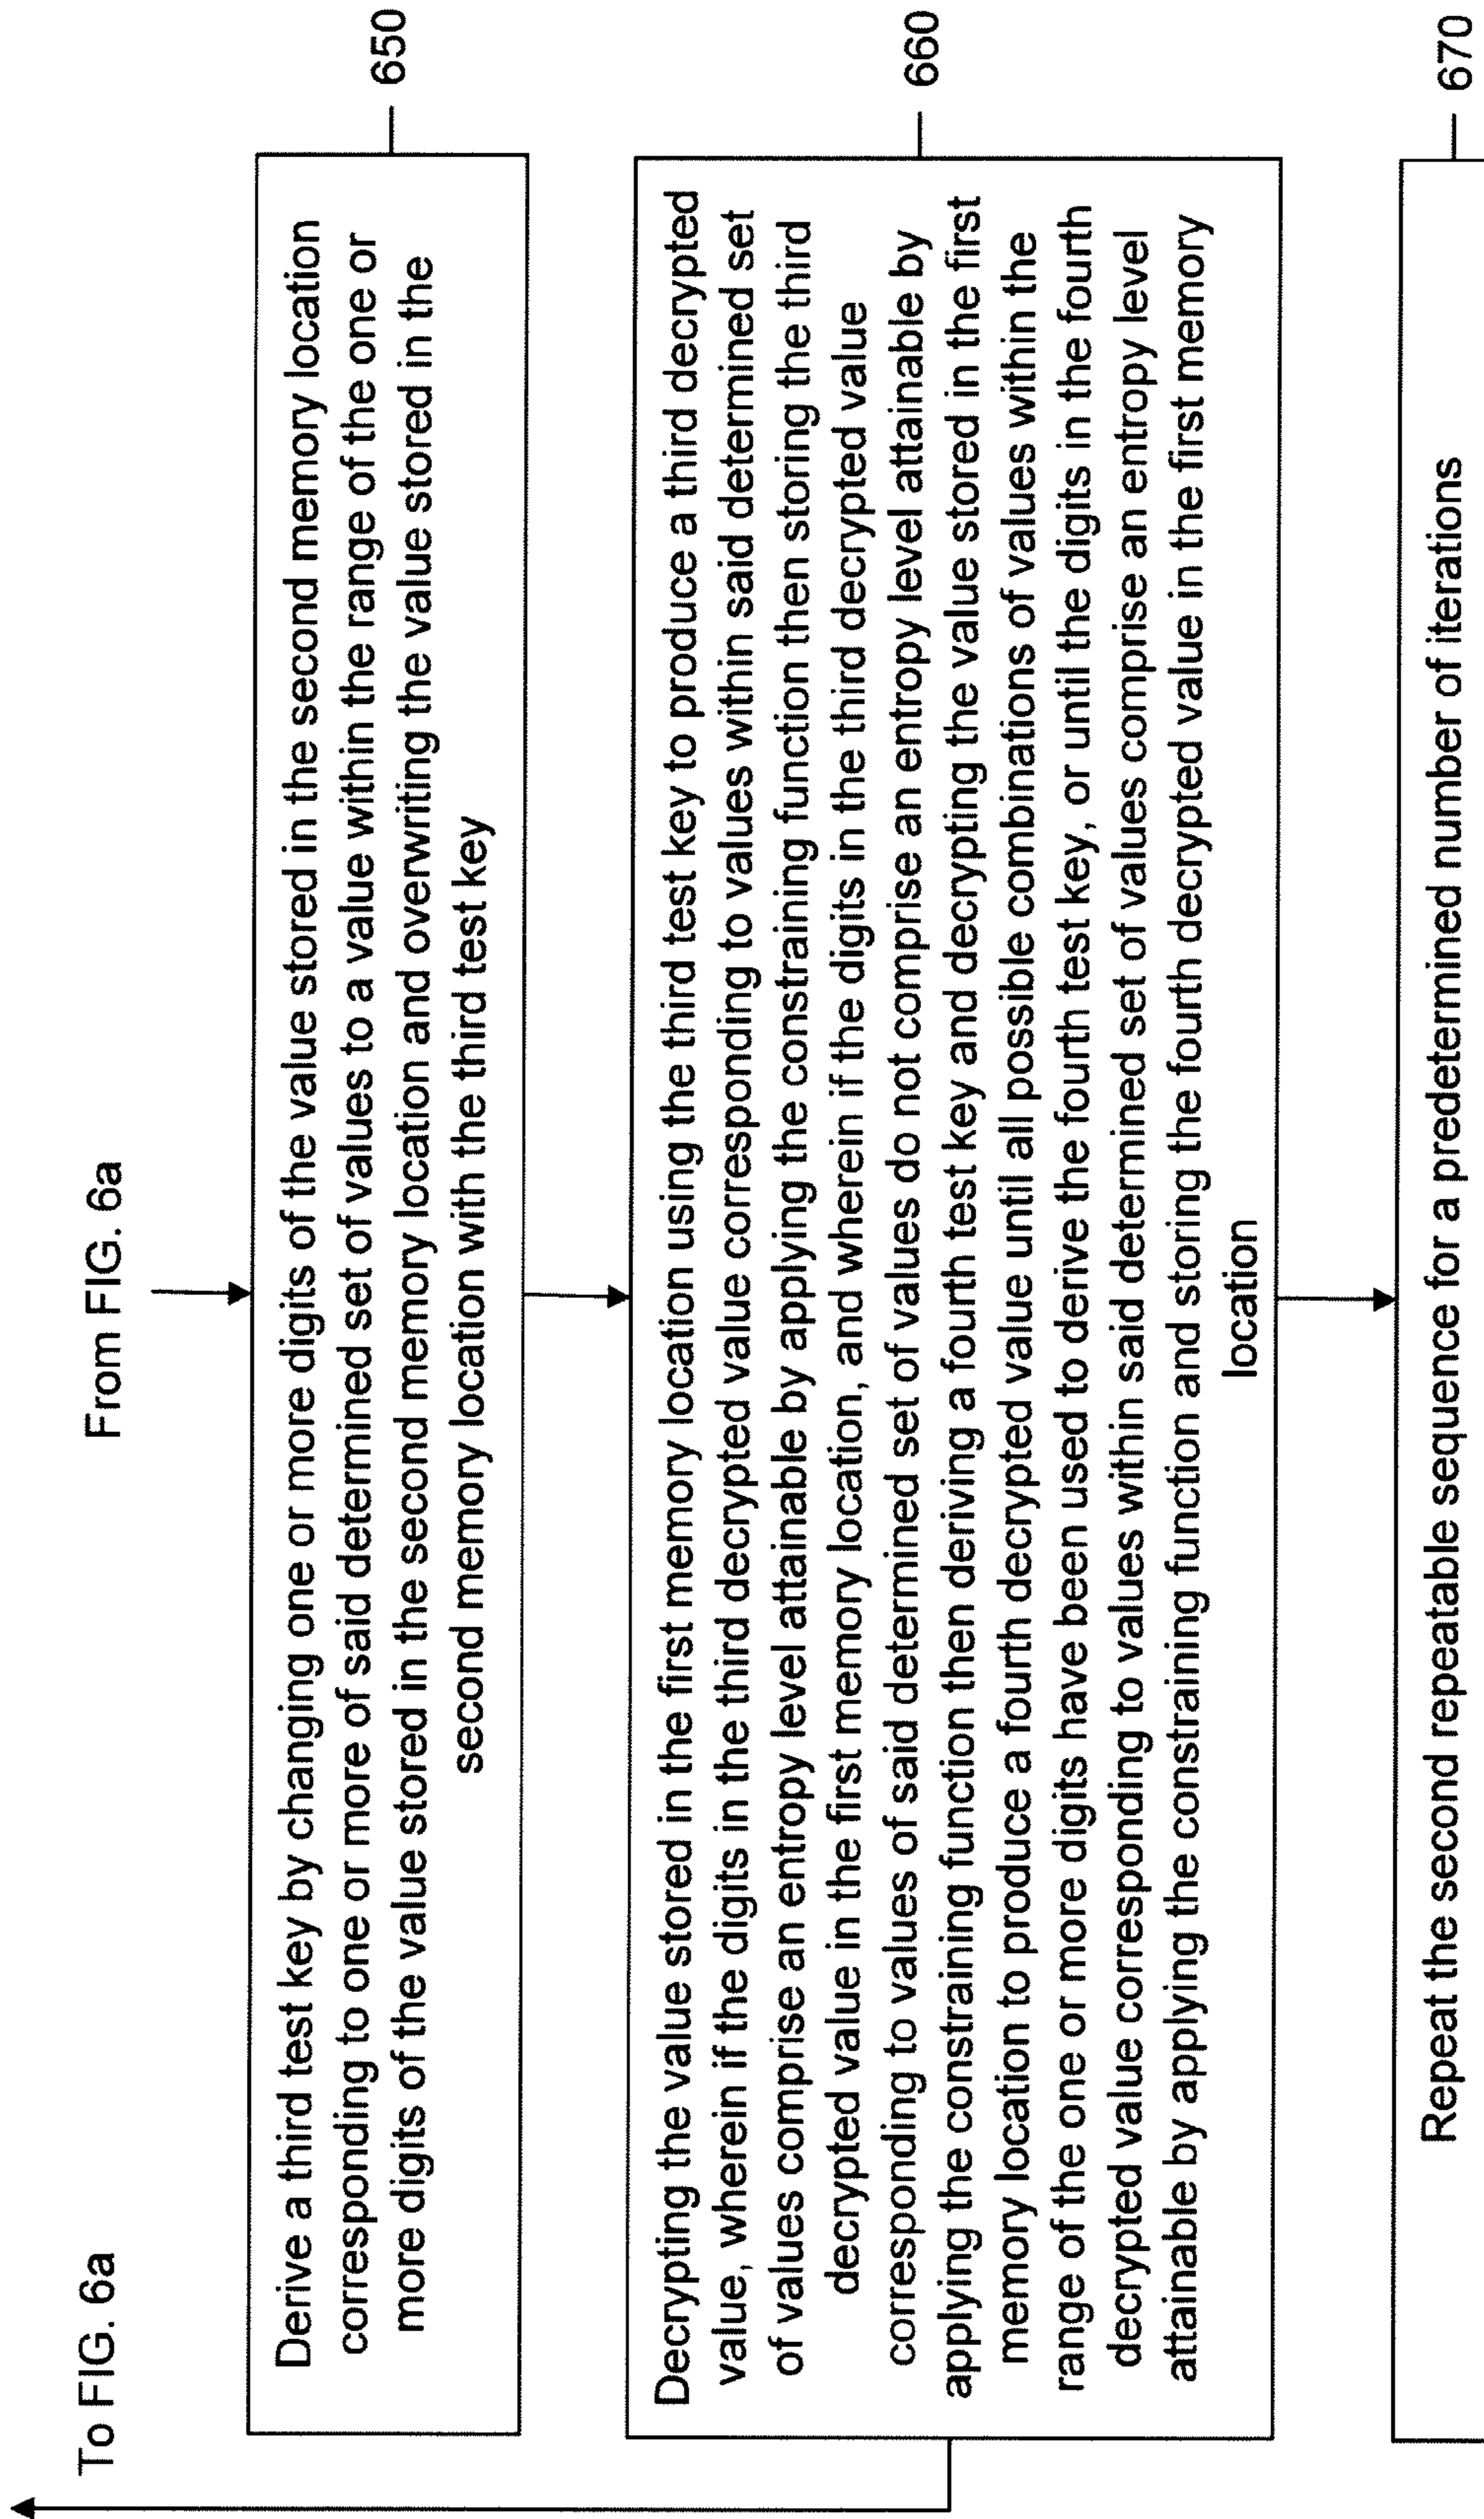 To FIG. 6a
From FIG. 6a
Derive a third test key by changing one or more digits of the value stored in the second memory location
corresponding to one or more of said determined set of values to a value within the range of the one or
more digits of the value stored in the second memory location and overwriting the value stored in the
second memory location with the third test key
650
Decrypting the value stored in the first memory location using the third test key to produce a third decrypted
value, wherein if the digits in the third decrypted value corresponding to values within said determined set
of values comprise an entropy level attainable by applying the constraining function then storing the third
decrypted value in the first memory location, and wherein if the digits in the third decrypted value
corresponding to values of said determined set of values do not comprise an entropy level attainable by
applying the constraining function then deriving a fourth test key and decrypting the value stored in the first
memory location to produce a fourth decrypted value until all possible combinations of values within the
range of the one or more digits have been used to derive the fourth test key, or until the digits in the fourth
decrypted value corresponding to values within said determined set of values comprise an entropy level
attainable by applying the constraining function and storing the fourth decrypted value in the first memory
location
660
Repeat the second repeatable sequence for a predetermined number of iterations
670